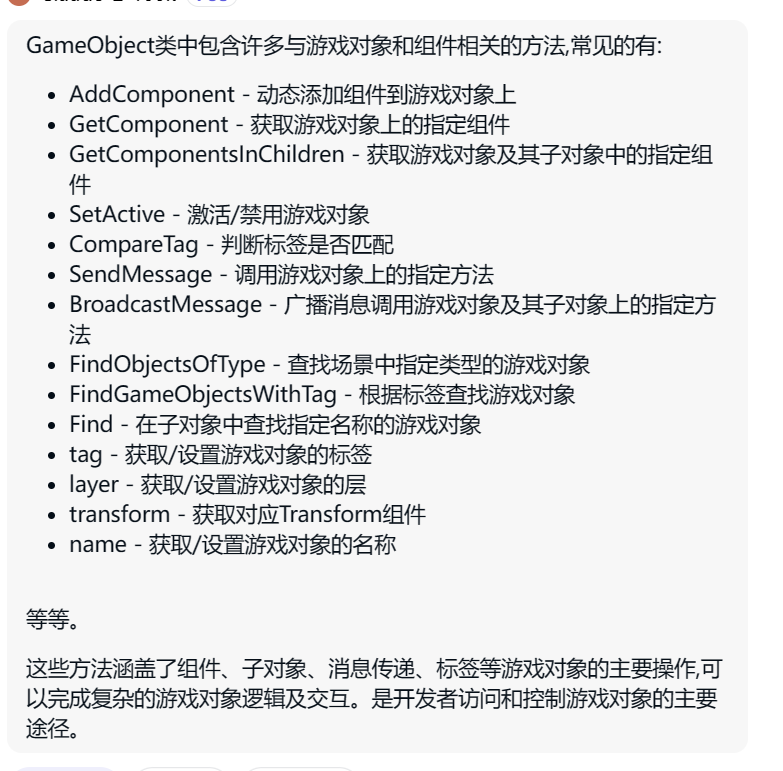 GameObject类中包含许多与游戏对象和组件相关的方法,常见的有:
• AddComponent - 动态添加组件到游戏对象上
• GetComponent - 获取游戏对象上的指定组件
• GetComponentsInChildren - 获取游戏对象及其子对象中的指定组
件
• SetActive - 激活/禁用游戏对象
• CompareTag - 判断标签是否匹配
• SendMessage - 调用游戏对象上的指定方法
• BroadcastMessage - 广播消息调用游戏对象及其子对象上的指定方
法
• FindObjectsOfType - 查找场景中指定类型的游戏对象
• FindGameObjectsWithTag - 根据标签查找游戏对象
• Find - 在子对象中查找指定名称的游戏对象
• tag - 获取/设置游戏对象的标签
• layer - 获取/设置游戏对象的层
• transform - 获取对应Transform组件
• name - 获取/设置游戏对象的名称
等等。
这些方法涵盖了组件、子对象、消息传递、标签等游戏对象的主要操作,可
以完成复杂的游戏对象逻辑及交互。是开发者访问和控制游戏对象的主要
途径。